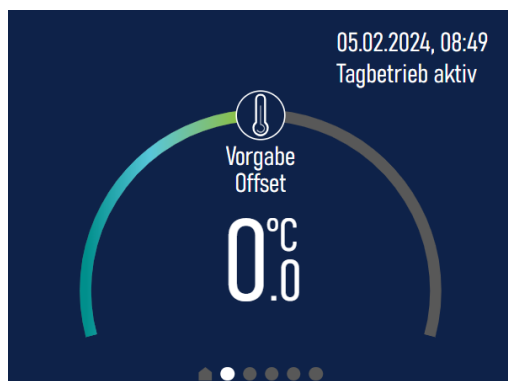 05.02.2024, 08:49
Tagbetrieb aktiv
Vorgabe
Offset
0.0°C